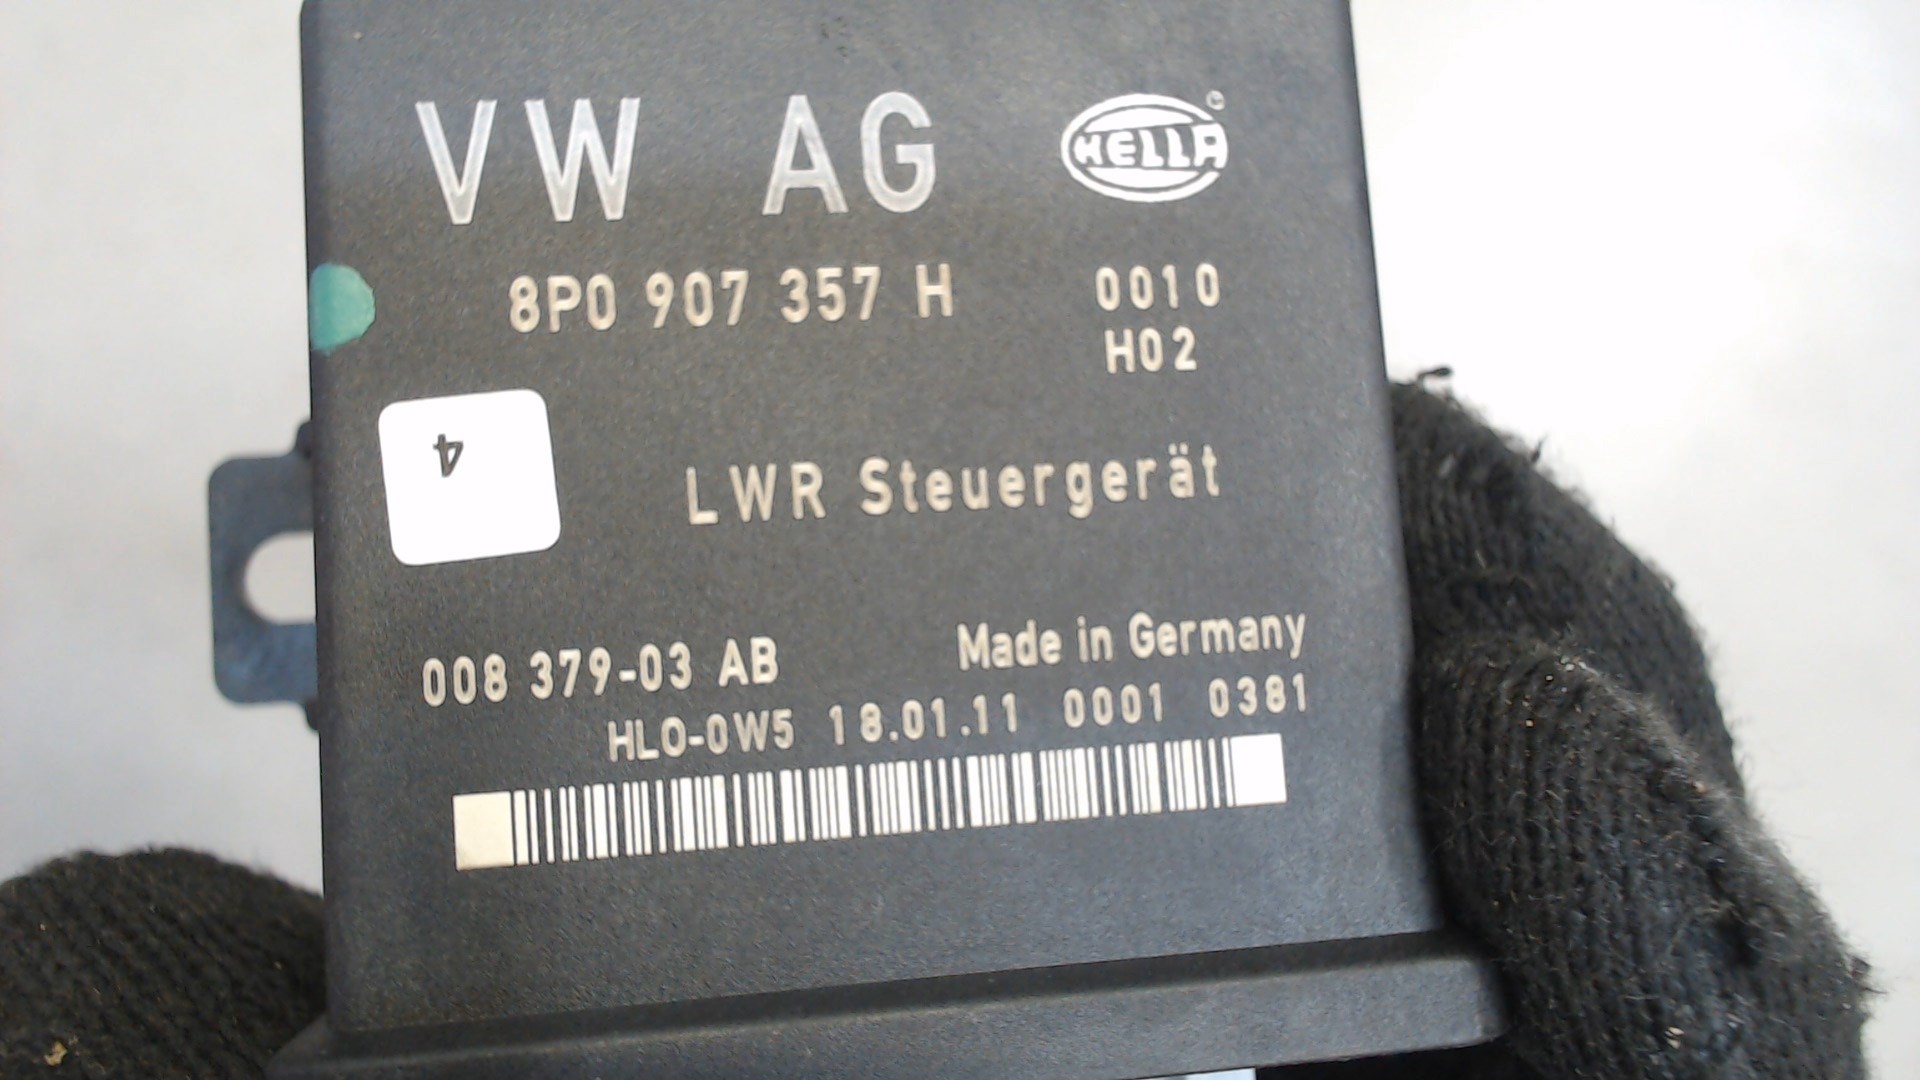 VW AG HELLA
8P0 907 357 H 0010
H02
4
LWR Steuergerät
008 379-03 AB Made in Germany
HLO-0W5 18.01.11 0001 0381